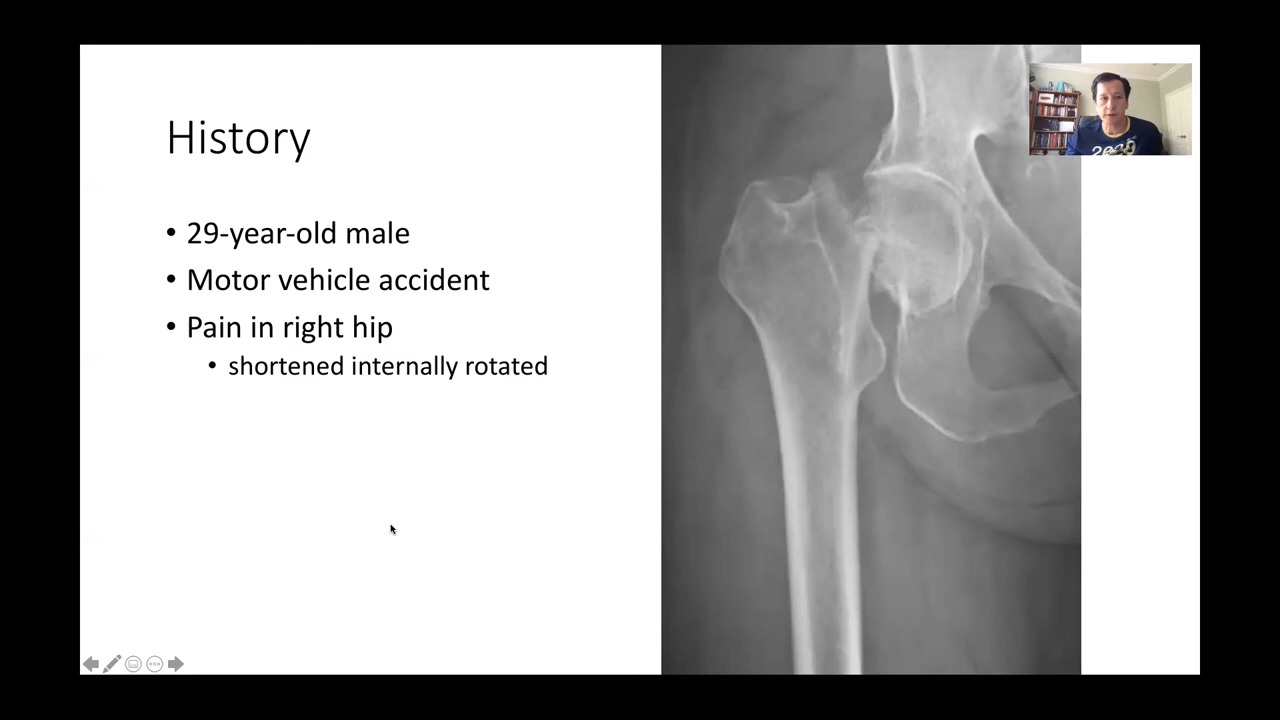 History
• 29-year-old male
• Motor vehicle accident
• Pain in right hip
• shortened internally rotated